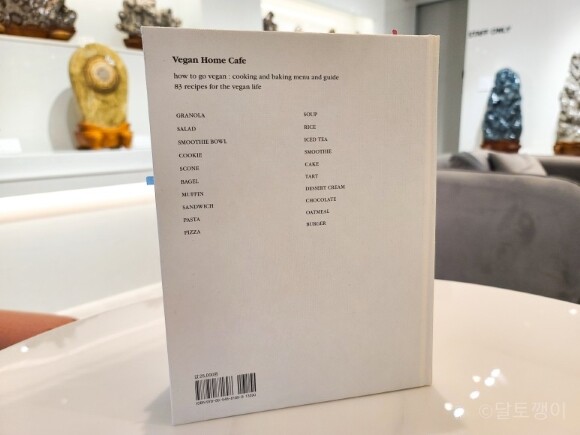 STAFF ONLY
Vegan Home Cafe
how to go vegan : cooking and baking menu and guide
83 recipes for the vegan life
GRANOLA
SALAD
SMOOTHIE BOWL
COOKIE
SCONE
BAGEL
MUFFIN
SANDWICH
PASTA
PIZZA
SOUP
RICE
ICED TEA
SMOOTHIE
CAKE
TART
DESSERT CREAM
CHOCOLATE
OATMEAL
BURGER
©달토깽이